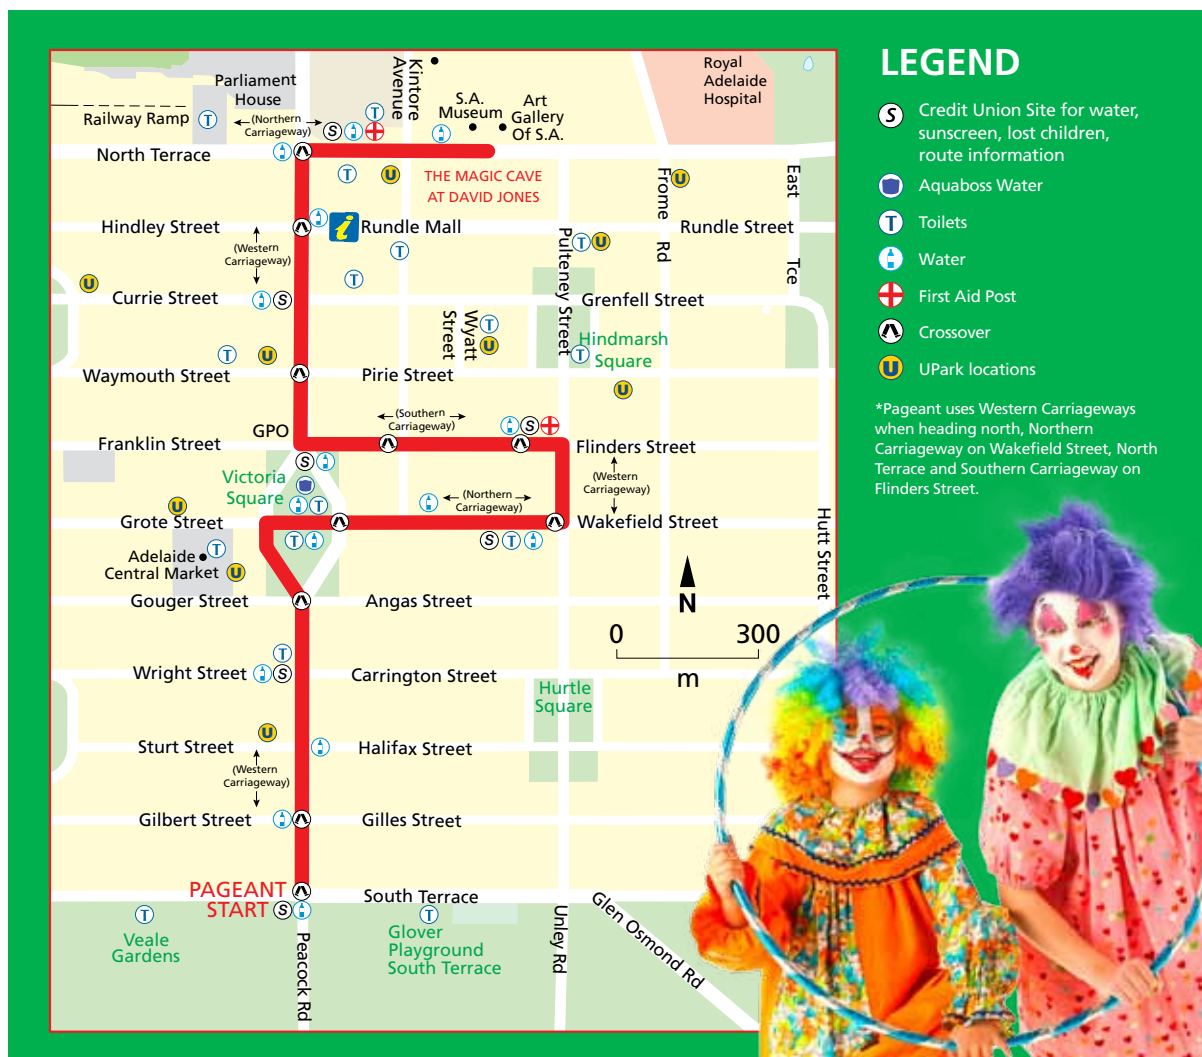 LEGEND
S
Credit Union Site for water,
sunscreen, lost children,
route information
Aquaboss Water
T
Toilets
Water
First Aid Post
Crossover
U
UPark locations
*Pageant uses Western Carriageways
when heading north, Northern
Carriageway on Wakefield Street, North
Terrace and Southern Carriageway on
Flinders Street.
Parliament
House
Kintore
Avenue
Royal
Adelaide
Hospital
S.A.
Museum
Art
Gallery
Of S.A.
Railway Ramp
T
(Northern
Carriageway)
S
T
North Terrace
T
U
THE MAGIC CAVE
AT DAVID JONES
Frome
Rd
U
East
Tce
Hindley Street
i
Rundle Mall
Rundle Street
(Western
Carriageway)
T
T
Pulteney Street
T
U
U
Currie Street
S
Grenfell Street
Wyatt
Street
T
U
Hindmarsh
Square
T
T
U
Waymouth Street
Pirie Street
U
(Southern
Carriageway)
S
GPO
Franklin Street
Flinders Street
S
Victoria
Square
T
(Western
Carriageway)
(Northern
Carriageway)
U
Grote Street
Wakefield Street
Hutt Street
T
S
T
Adelaide
Central Market
T
U
N
Gouger Street
Angas Street
0
300
m
T
Wright Street
S
Carrington Street
Hurtle
Square
U
Sturt Street
Halifax Street
(Western
Carriageway)
Gilbert Street
Gilles Street
PAGEANT
START
S
South Terrace
T
Veale
Gardens
Peacock Rd
T
Glover
Playground
South Terrace
Unley Rd
Glen Osmond Rd